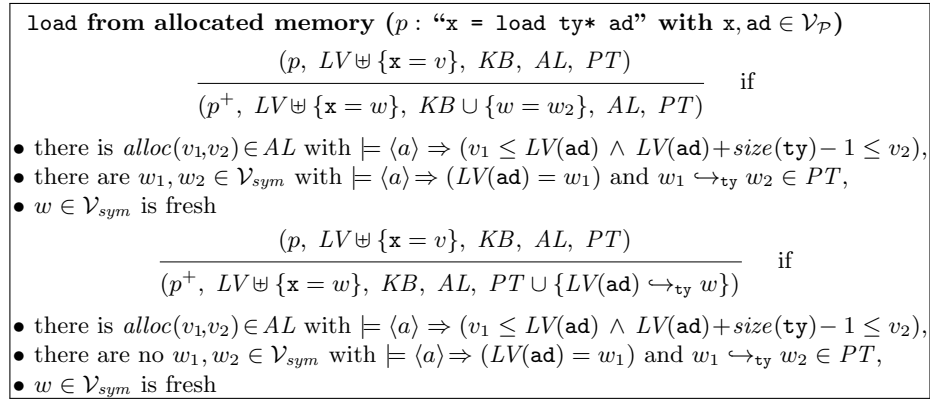 load from allocated memory (p : “x = load ty* ad” with x, ad ∈ 𝒱_𝒫)
(p, LV ⊎ {x = v}, KB, AL, PT)
(p⁺, LV ⊎ {x = w}, KB ∪ {w = w₂}, AL, PT)
if
• there is alloc(v₁,v₂) ∈ AL with ⊨ ⟨a⟩ ⇒ (v₁ ≤ LV(ad) ∧ LV(ad)+size(ty)− 1 ≤ v₂),
• there are w₁, w₂ ∈ 𝒱_sym with ⊨ ⟨a⟩ ⇒ (LV(ad) = w₁) and w₁ ↪_ty w₂ ∈ PT,
• w ∈ 𝒱_sym is fresh
(p, LV ⊎ {x = v}, KB, AL, PT)
(p⁺, LV ⊎ {x = w}, KB, AL, PT ∪ {LV(ad) ↪_ty w})
if
• there is alloc(v₁,v₂) ∈ AL with ⊨ ⟨a⟩ ⇒ (v₁ ≤ LV(ad) ∧ LV(ad)+size(ty)− 1 ≤ v₂),
• there are no w₁, w₂ ∈ 𝒱_sym with ⊨ ⟨a⟩ ⇒ (LV(ad) = w₁) and w₁ ↪_ty w₂ ∈ PT,
• w ∈ 𝒱_sym is fresh